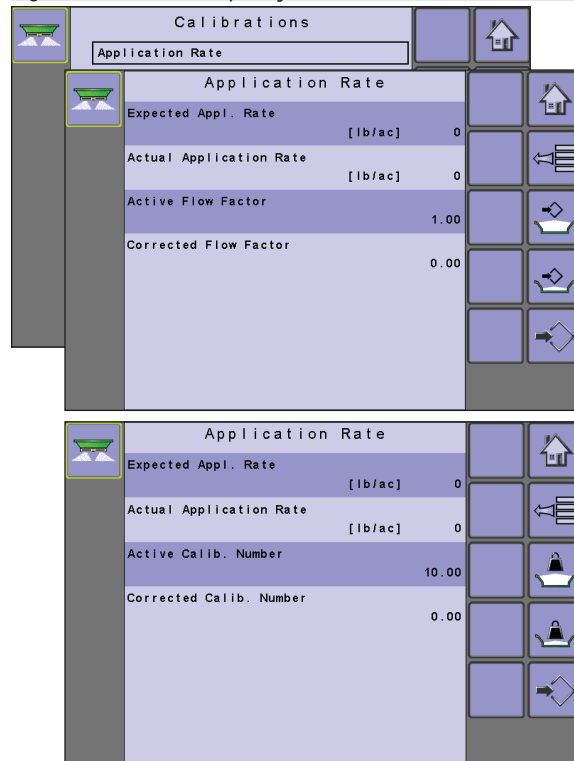 Calibrations
Application Rate
Application Rate
Expected Appl. Rate
[lb/ac] 0
Actual Application Rate
[lb/ac] 0
Active Flow Factor
1.00
Corrected Flow Factor
0.00
Application Rate
Expected Appl. Rate
[lb/ac] 0
Actual Application Rate
[lb/ac] 0
Active Calib. Number
10.00
Corrected Calib. Number
0.00